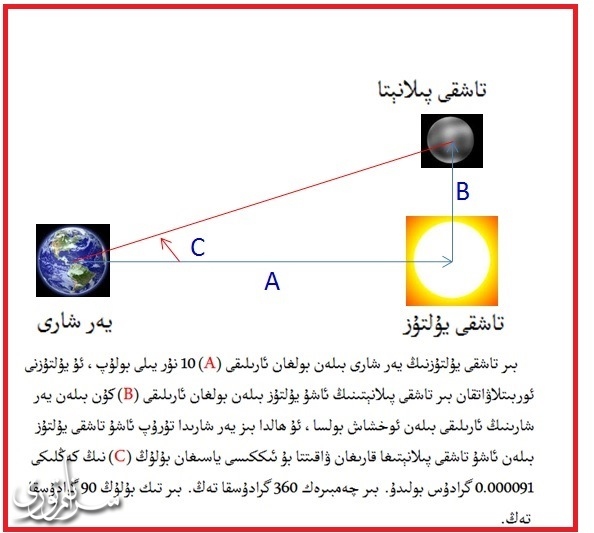 تاشقى پىلانېتا
B
C
A
يەر شارى
تاشقى يۇلتۇز
بىر تاشقى يۇلتۇزنىڭ يەر شارى بىلەن بولغان ئارىلىقى (A) 10 نۇر يىلى بولۇپ ، ئۇ يۇلتۇزنى
ئوربىتلاۋاتقان بىر تاشقى پىلانېتىنىڭ ئاشۇ يۇلتۇز بىلەن بولغان ئارىلىقى (B) كۈن بىلەن يەر
شارىنىڭ ئارىلىقى بىلەن ئوخشاش بولسا ، ئۇ ھالدا بىز يەر شارىدا تۇرۇپ ئاشۇ تاشقى يۇلتۇز
بىلەن ئاشۇ تاشقى پىلانېتىغا قارىغان ۋاقىتتا بۇ ئىككىسى ياسىغان بۇلۇڭ (C) نىڭ كەڭلىكى
0.000091 گرادۇس بولىدۇ. بىر چەمبىرەك 360 گرادۇسقا تەڭ. بىر تىك بۇلۇڭ 90 گرادۇسقا
تەڭ.